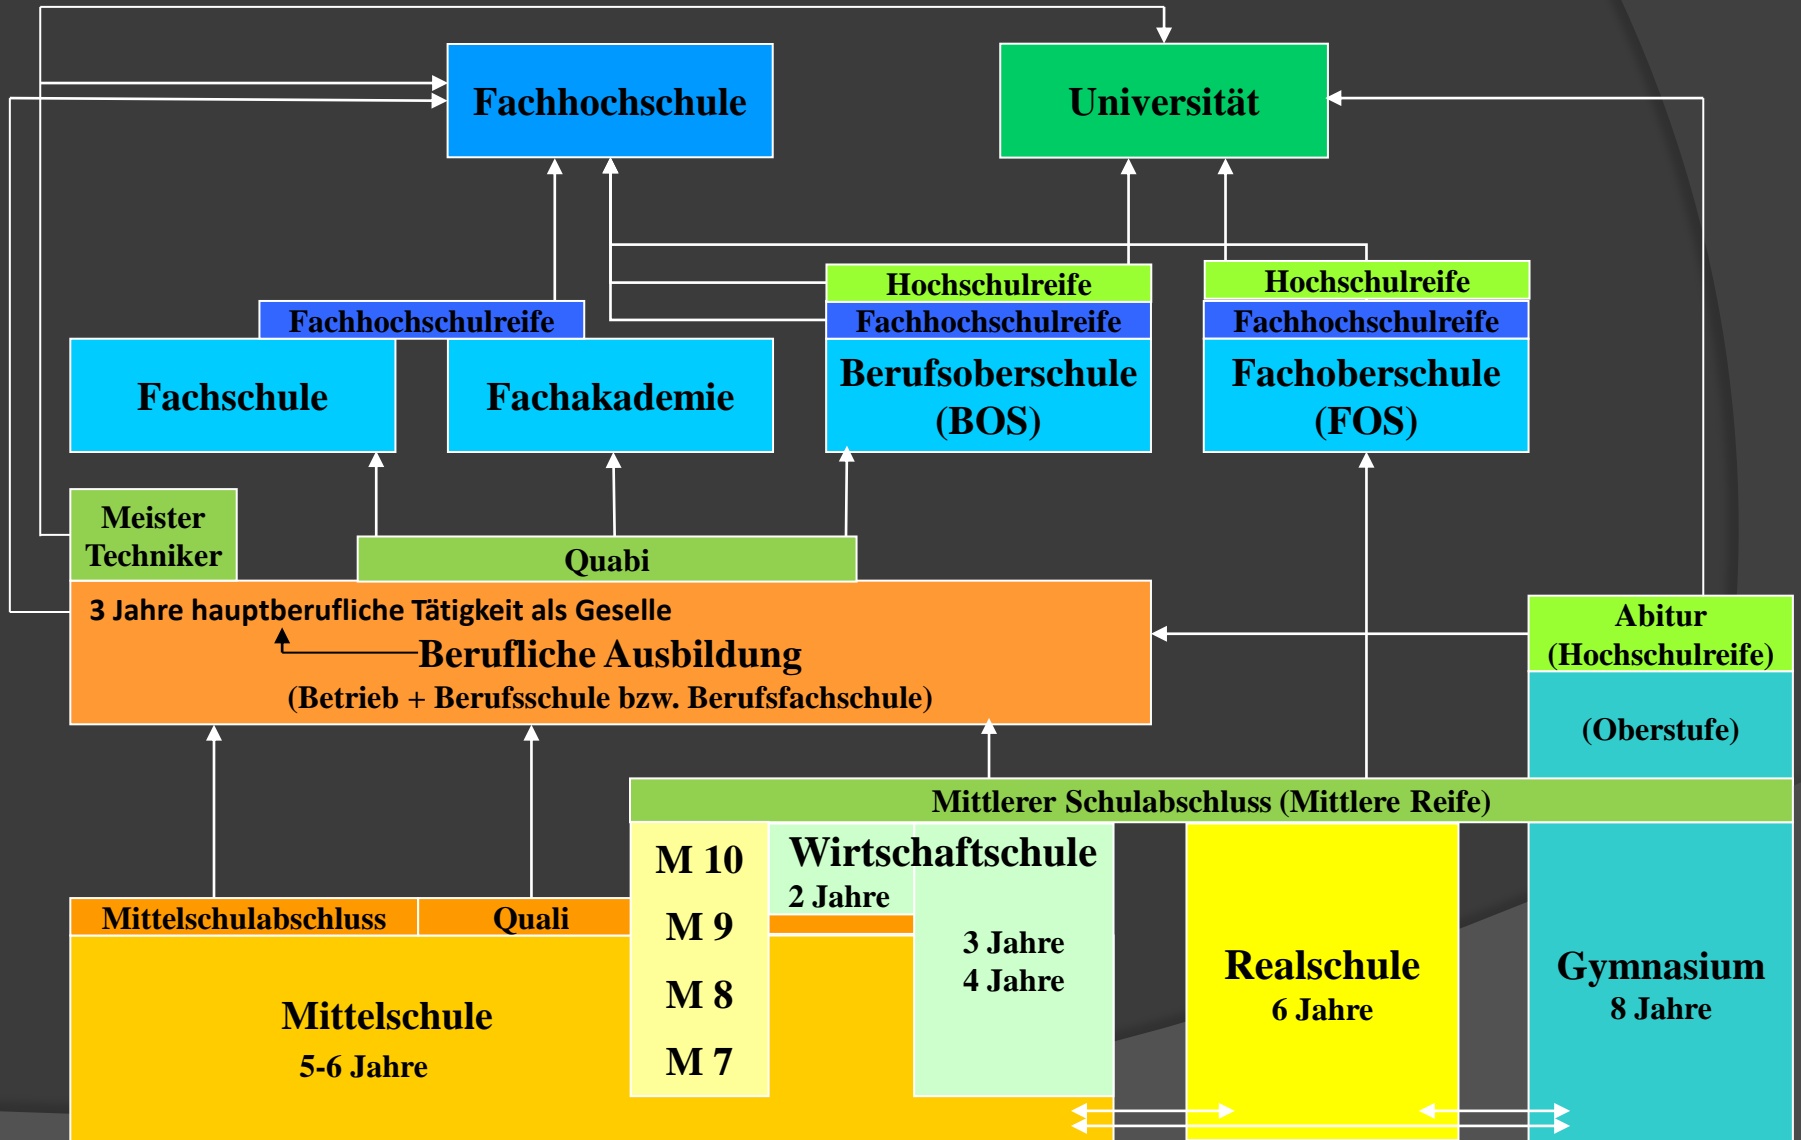 Fachhochschule
Universität
Hochschulreife
Hochschulreife
Fachhochschulreife
Fachhochschulreife
Fachhochschulreife
Fachschule
Fachakademie
Berufsoberschule
(BOS)
Fachoberschule
(FOS)
Meister
Techniker
Quabi
3 Jahre hauptberufliche Tätigkeit als Geselle
Berufliche Ausbildung
(Betrieb + Berufsschule bzw. Berufsfachschule)
Abitur
(Hochschulreife)
(Oberstufe)
Mittlerer Schulabschluss (Mittlere Reife)
Mittelschulabschluss
Quali
M 10
M 9
M 8
M 7
Wirtschaftschule
2 Jahre
3 Jahre
4 Jahre
Mittelschule
5-6 Jahre
Realschule
6 Jahre
Gymnasium
8 Jahre